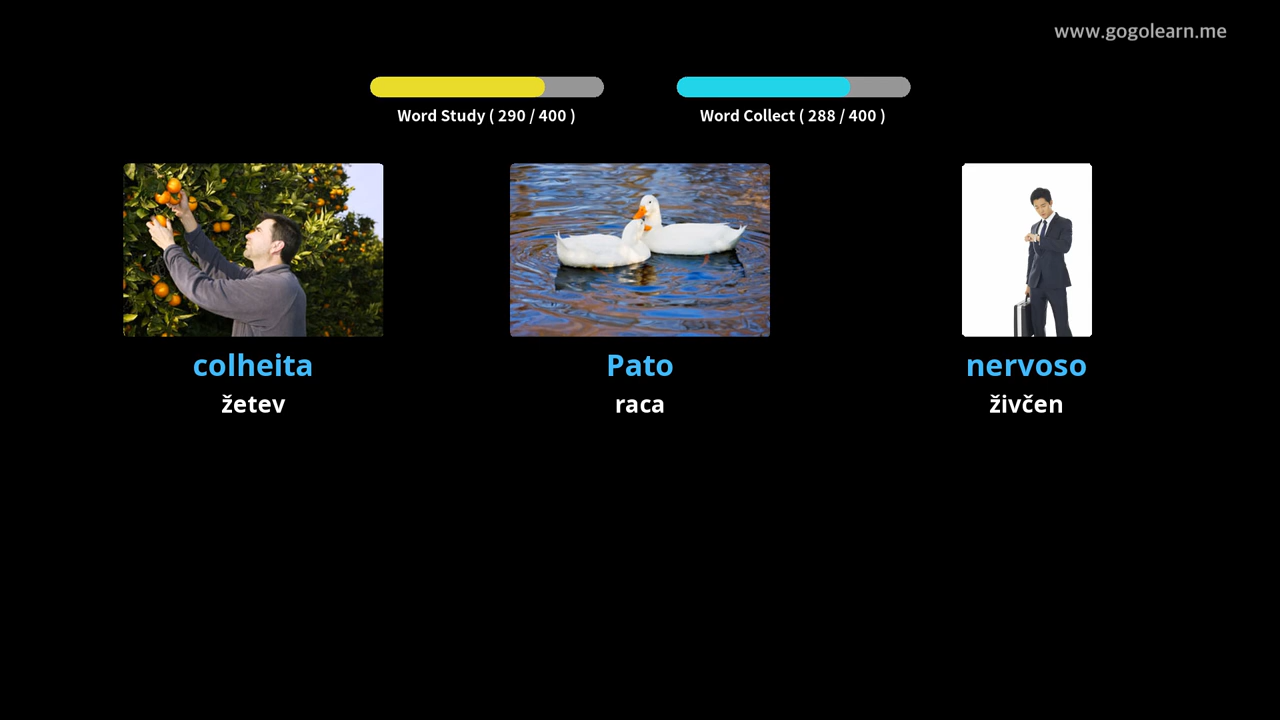 www.gogolearn.me
Word Study ( 290 / 400 )
Word Collect ( 288 / 400 )
colheita
žetev
Pato
raca
nervoso
živčen